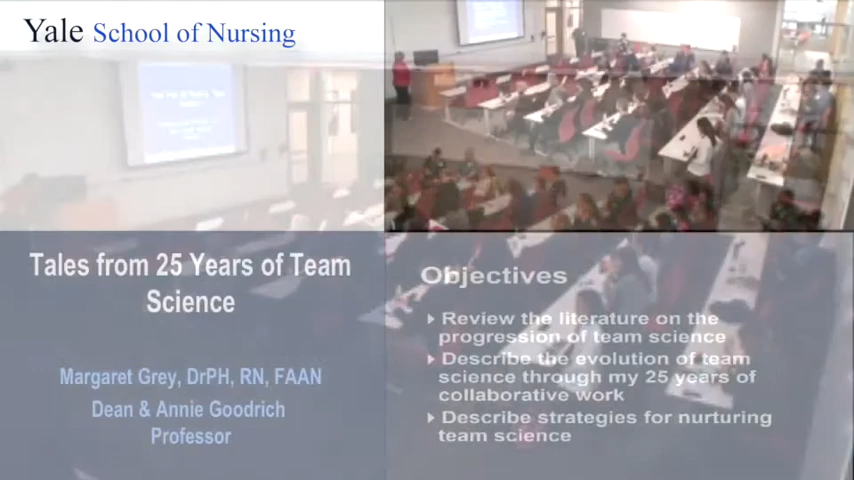 Yale School of Nursing
Tales from 25 Years of Team
Science
Margaret Grey, DrPH, RN, FAAN
Dean & Annie Goodrich
Professor
Objectives
Review the literature on the
progression of team science
Describe the evolution of team
science through my 25 years of
collaborative work
Describe strategies for nurturing
team science